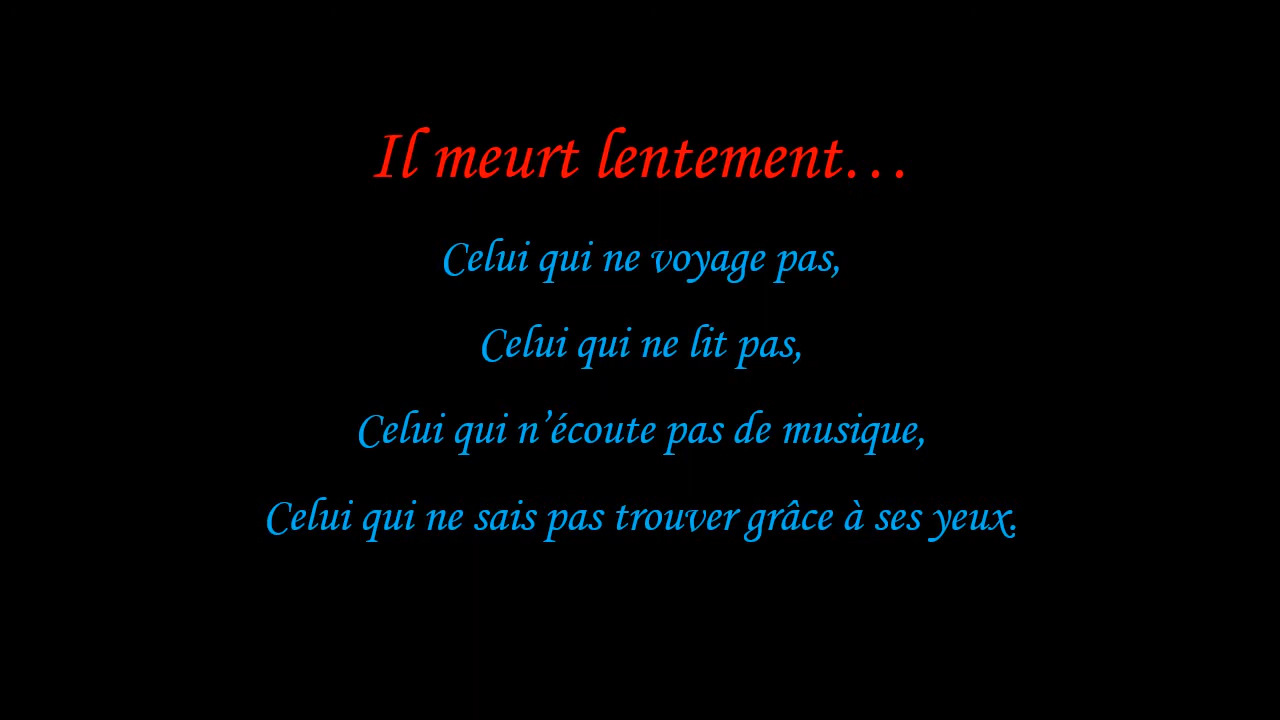 Il meurt lentement…
Celui qui ne voyage pas,
Celui qui ne lit pas,
Celui qui n’écoute pas de musique,
Celui qui ne sais pas trouver grâce à ses yeux.